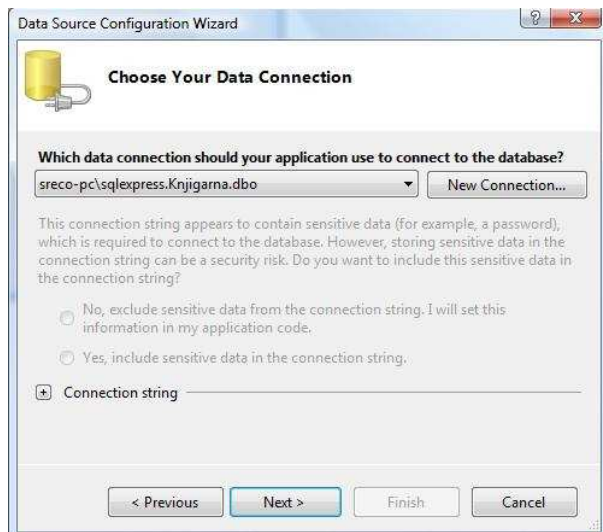 Data Source Configuration Wizard
Choose Your Data Connection
Which data connection should your application use to connect to the database?
sreco-pc\sqlexpress.Knjigarna.dbo
New Connection...
This connection string appears to contain sensitive data (for example, a password),
which is required to connect to the database. However, storing sensitive data in the
connection string can be a security risk. Do you want to include this sensitive data in
the connection string?
No, exclude sensitive data from the connection string. I will set this
information in my application code.
Yes, include sensitive data in the connection string.
Connection string
< Previous
Next >
Finish
Cancel